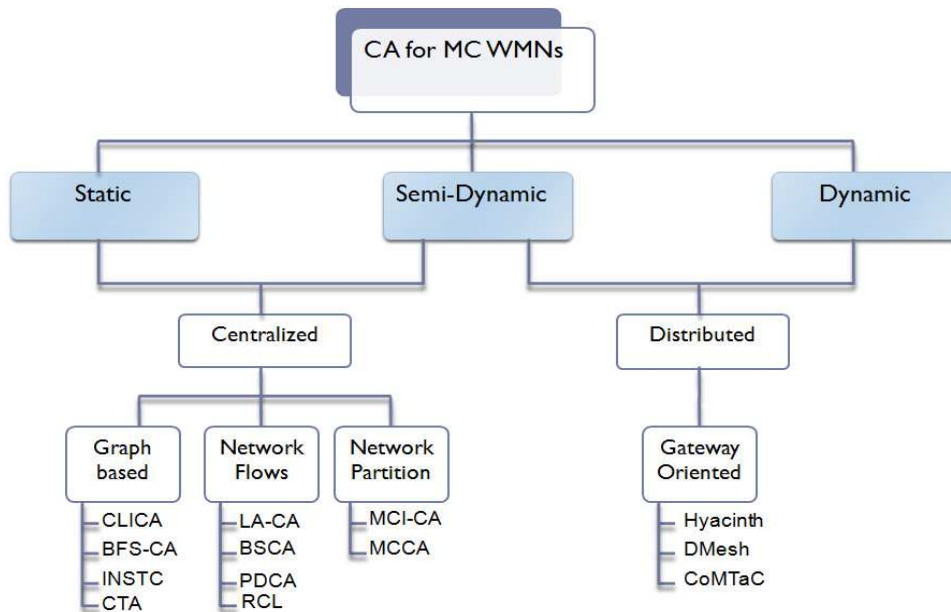 CA for MC WMNs
Static
Semi-Dynamic
Dynamic
Centralized
Distributed
Graph
based
Network
Flows
Network
Partition
Gateway
Oriented
CLICA
BFS-CA
INSTC
CTA
LA-CA
BSCA
PDCA
RCL
MCI-CA
MCCA
Hyacinth
DMesh
CoMTaC